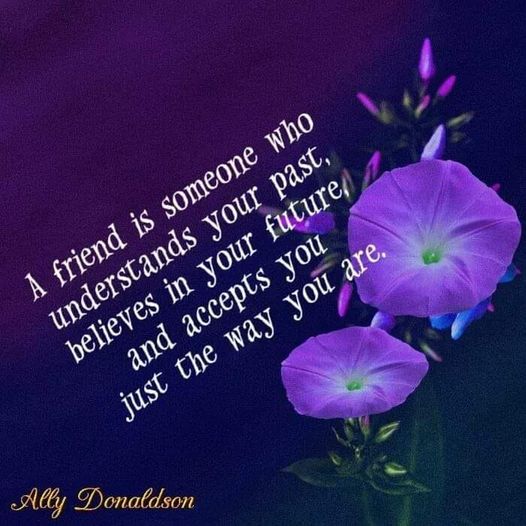 A friend is someone who
understands your past,
believes in your future,
and accepts you
just the way you are.
Ally Donaldson